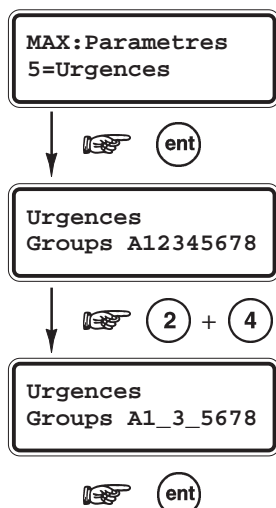 MAX:Parametres
5=Urgences
ent
Urgences
Groups A12345678
2 + 4
Urgences
Groups A1_3_5678
ent